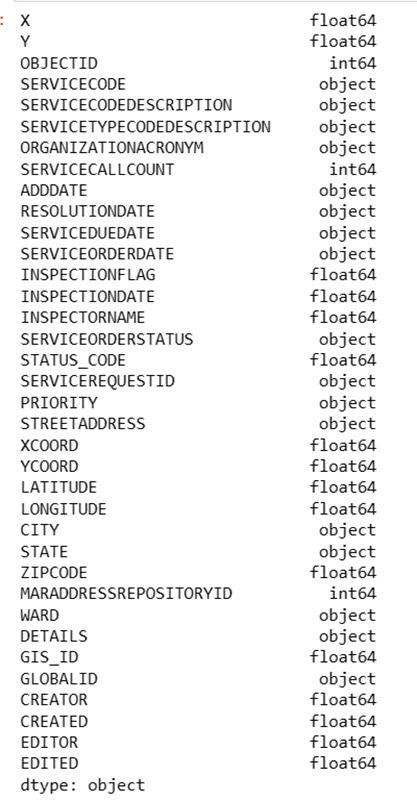 : X float64
Y float64
OBJECTID int64
SERVICECODE object
SERVICECODEDESCRIPTION object
SERVICETYPECODEDESCRIPTION object
ORGANIZATIONACRONYM object
SERVICECALLCOUNT int64
ADDDATE object
RESOLUTIONDATE object
SERVICEDUEDATE object
SERVICEORDERDATE object
INSPECTIONFLAG float64
INSPECTIONDATE float64
INSPECTORNAME float64
SERVICEORDERSTATUS object
STATUS_CODE float64
SERVICEREQUESTID object
PRIORITY object
STREETADDRESS object
XCOORD float64
YCOORD float64
LATITUDE float64
LONGITUDE float64
CITY object
STATE object
ZIPCODE float64
MARADDRESSREPOSITORYID int64
WARD object
DETAILS object
GIS_ID float64
GLOBALID object
CREATOR float64
CREATED float64
EDITOR float64
EDITED float64
dtype: object